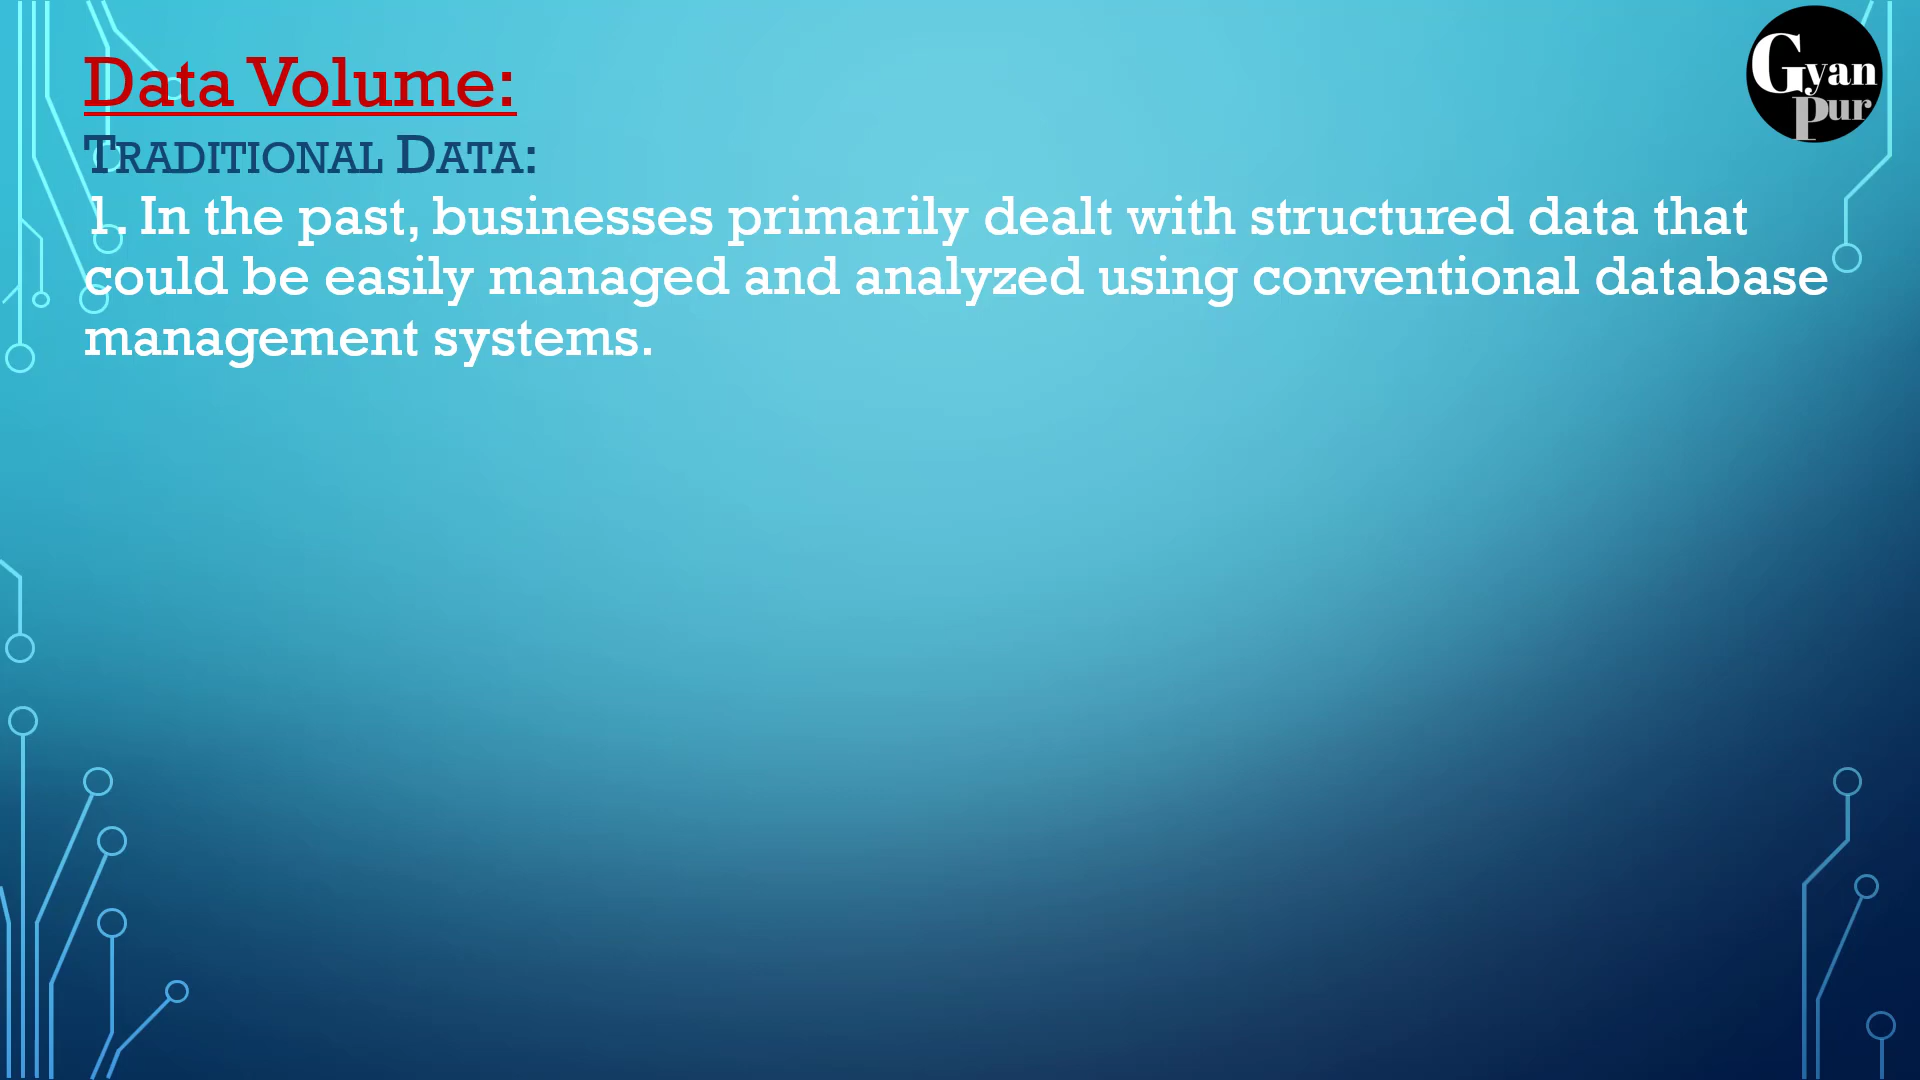 Data Volume:
Traditional Data:
1. In the past, businesses primarily dealt with structured data that
could be easily managed and analyzed using conventional database
management systems.
Gyan
Pur